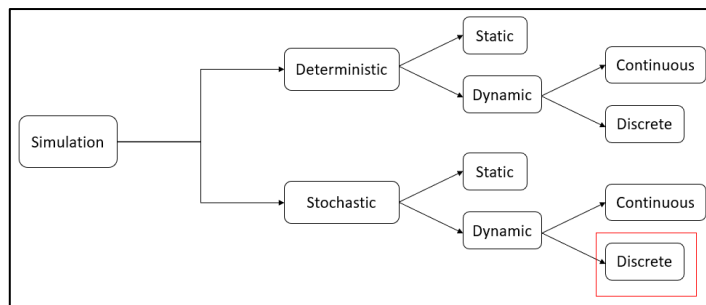 Static
Deterministic
Continuous
Dynamic
Discrete
Simulation
Static
Stochastic
Continuous
Dynamic
Discrete